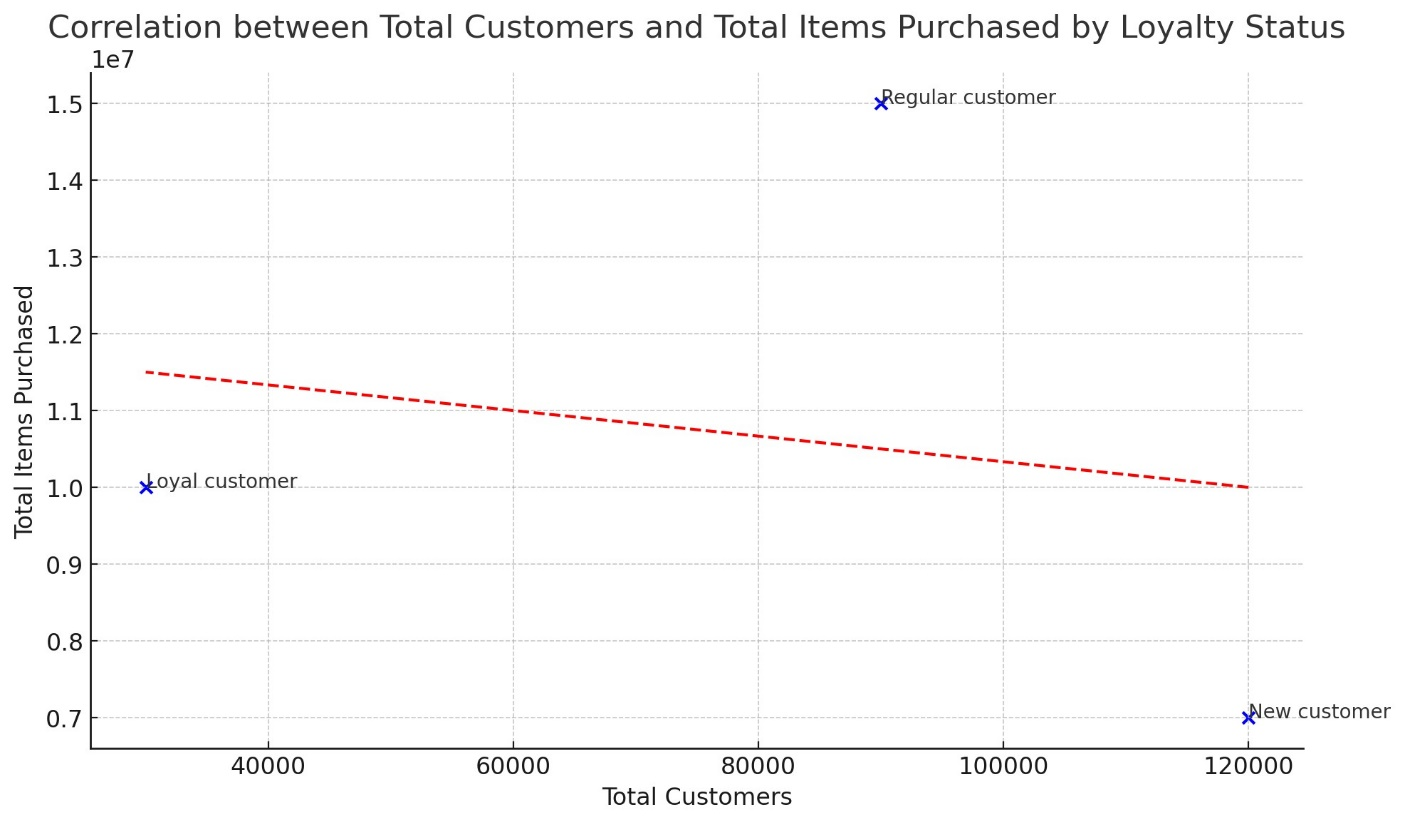 Correlation between Total Customers and Total Items Purchased by Loyalty Status
1e7
1.5
Regular customer
1.4
1.3
1.2
1.1
1.0
Loyal customer
0.9
0.8
0.7
New customer
Total Items Purchased
40000
60000
80000
100000
120000
Total Customers